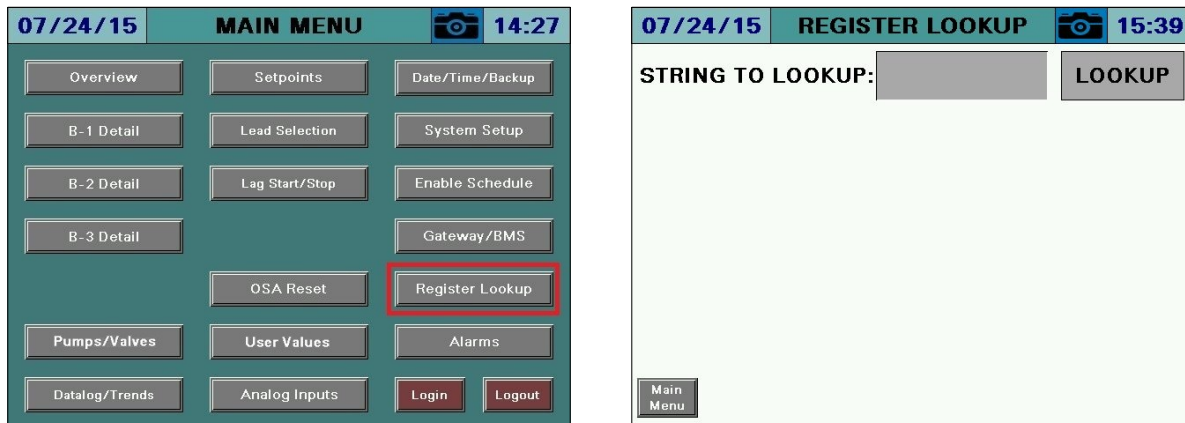 07/24/15 MAIN MENU 14:27
Overview Setpoints Date/Time/Backup
B-1 Detail Lead Selection System Setup
B-2 Detail Lag Start/Stop Enable Schedule
B-3 Detail Gateway/BMS
OSA Reset Register Lookup
Pumps/Valves User Values Alarms
Datalog/Trends Analog Inputs Login Logout
07/24/15 REGISTER LOOKUP 15:39
STRING TO LOOKUP: LOOKUP
Main
Menu